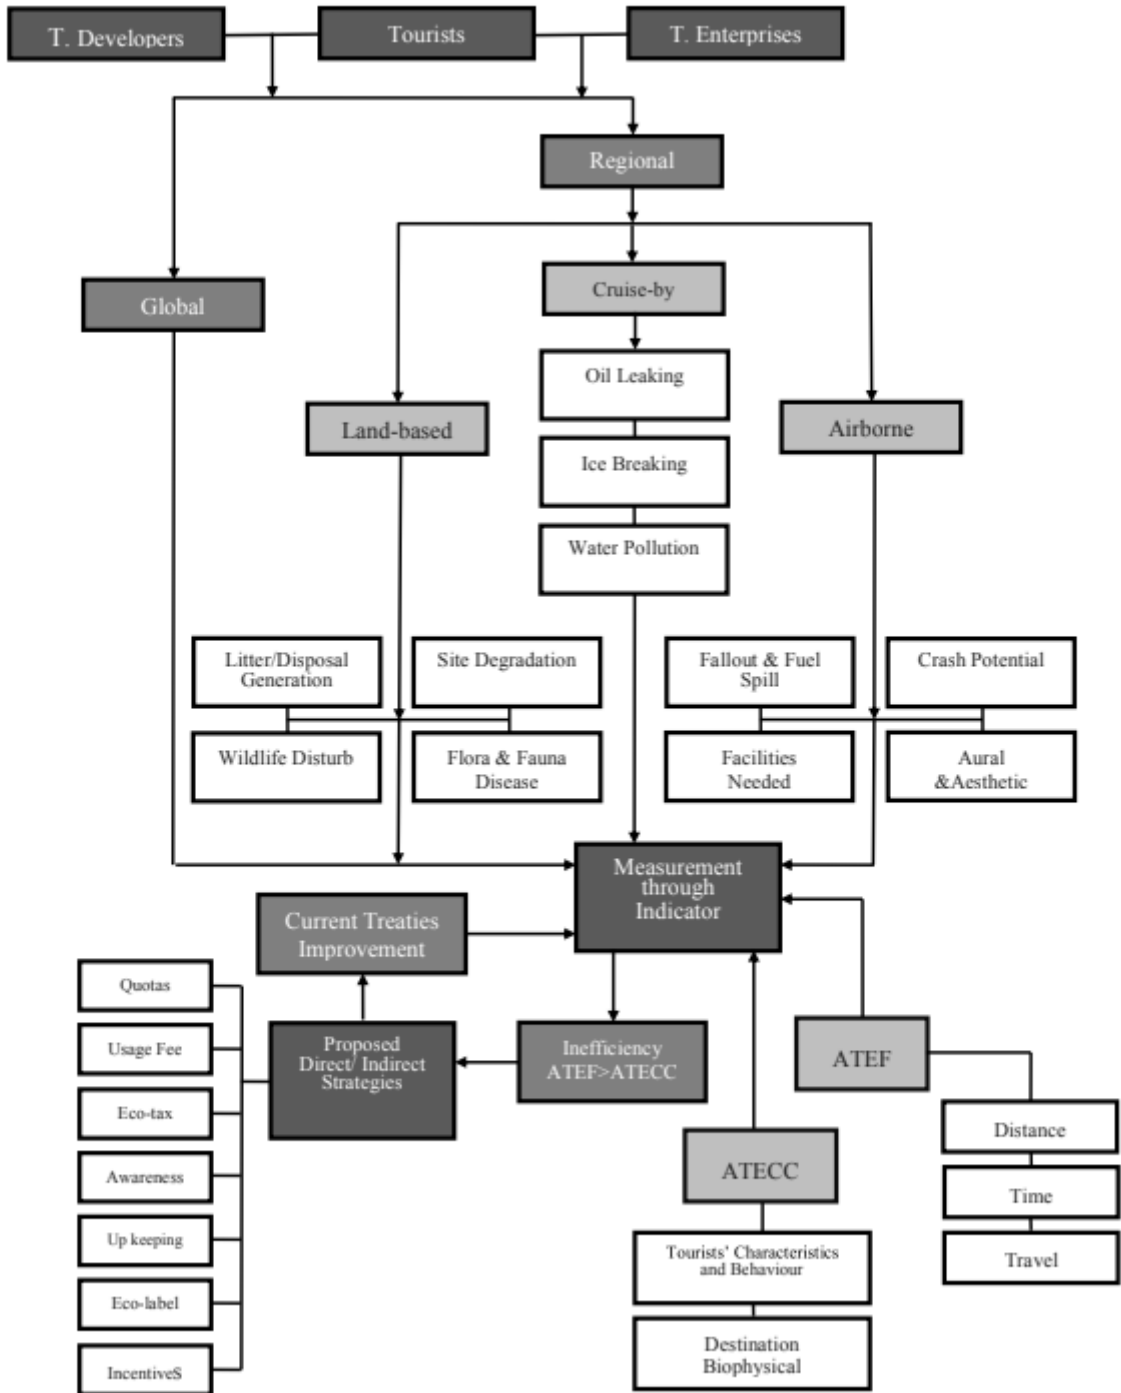 T. Developers
Tourists
T. Enterprises
Regional
Global
Cruise-by
Oil Leaking
Land-based
Airborne
Ice Breaking
Water Pollution
Litter/Disposal
Generation
Site Degradation
Fallout & Fuel
Spill
Crash Potential
Wildlife Disturb
Flora & Fauna
Disease
Facilities
Needed
Aural
&Aesthetic
Measurement
through
Indicator
Current Treaties
Improvement
Quotas
Usage Fee
Eco-tax
Awareness
Up keeping
Eco-label
IncentiveS
Proposed
Direct/ Indirect
Strategies
Inefficiency
ATEF>ATECC
ATEF
Distance
Time
Travel
ATECC
Tourists' Characteristics
and Behaviour
Destination
Biophysical